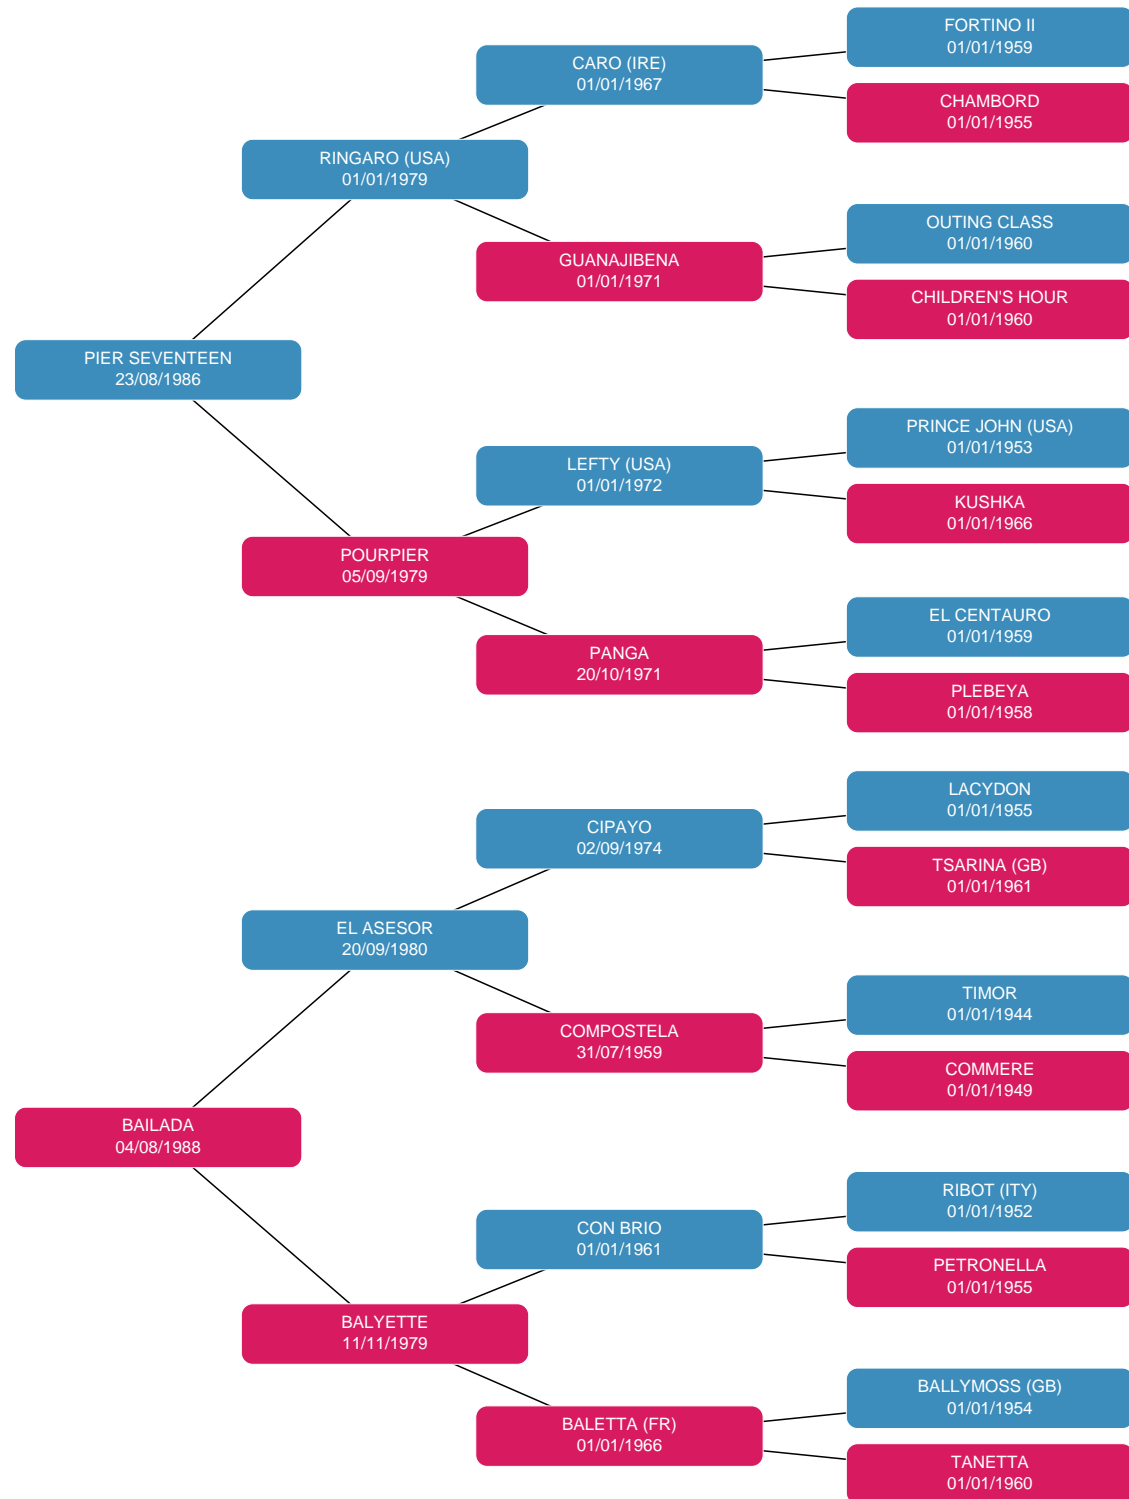 FORTINO II
01/01/1959
CARO (IRE)
01/01/1967
CHAMBORD
01/01/1955
RINGARO (USA)
01/01/1979
OUTING CLASS
01/01/1960
GUANAJIBENA
01/01/1971
CHILDREN'S HOUR
01/01/1960
PIER SEVENTEEN
23/08/1986
PRINCE JOHN (USA)
01/01/1953
LEFTY (USA)
01/01/1972
KUSHKA
01/01/1966
POURPIER
05/09/1979
EL CENTAURO
01/01/1959
PANGA
20/10/1971
PLEBEYA
01/01/1958
LACYDON
01/01/1955
CIPAYO
02/09/1974
TSARINA (GB)
01/01/1961
EL ASESOR
20/09/1980
TIMOR
01/01/1944
COMPOSTELA
31/07/1959
COMMERE
01/01/1949
BAILADA
04/08/1988
RIBOT (ITY)
01/01/1952
CON BRIO
01/01/1961
PETRONELLA
01/01/1955
BALYETTE
11/11/1979
BALLYMOSS (GB)
01/01/1954
BALETTA (FR)
01/01/1966
TANETTA
01/01/1960